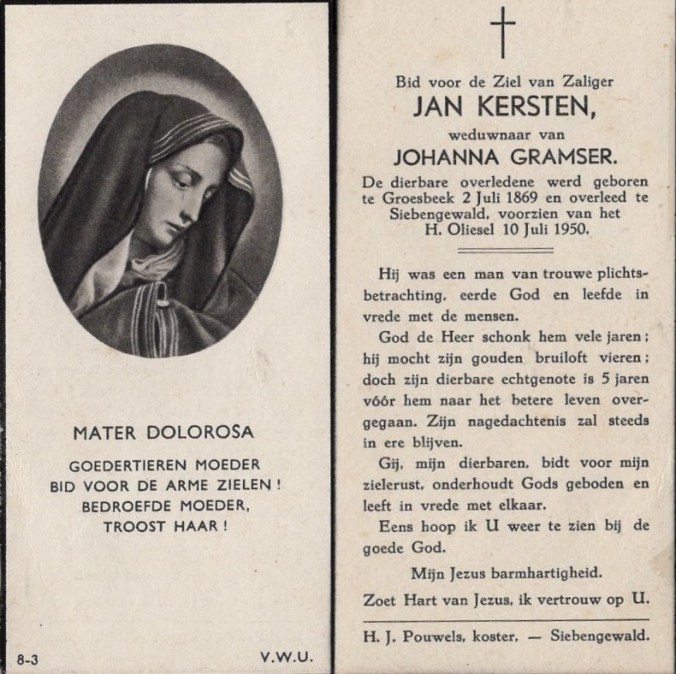 MATER DOLOROSA
GOEDERTIEREN MOEDER
BID VOOR DE ARME ZIELEN!
BEDROEFDE MOEDER,
TROOST HAAR!
8-3
V.W.U.
Bid voor de Ziel van Zaliger
JAN KERSTEN,
weduwnaar van
JOHANNA GRAMSER.
De dierbare overledene werd geboren
te Groesbeek 2 Juli 1869 en overleed te
Siebengewald, voorzien van het
H. Oliesel 10 Juli 1950.
Hij was een man van trouwe plichts-
betrachting, eerde God en leefde in
vrede met de mensen.
God de Heer schonk hem vele jaren;
hij mocht zijn gouden bruiloft vieren;
doch zijn dierbare echtgenote is 5 jaren
vóór hem naar het betere leven over-
gegaan. Zijn nagedachtenis zal steeds
in ere blijven.
Gij, mijn dierbaren, bidt voor mijn
zielerust, onderhoudt Gods geboden en
leeft in vrede met elkaar.
Eens hoop ik U weer te zien bij de
goede God.
Mijn Jezus barmhartigheid.
Zoet Hart van Jezus, ik vertrouw op U.
H. J. Pouwels, koster, — Siebengewald.